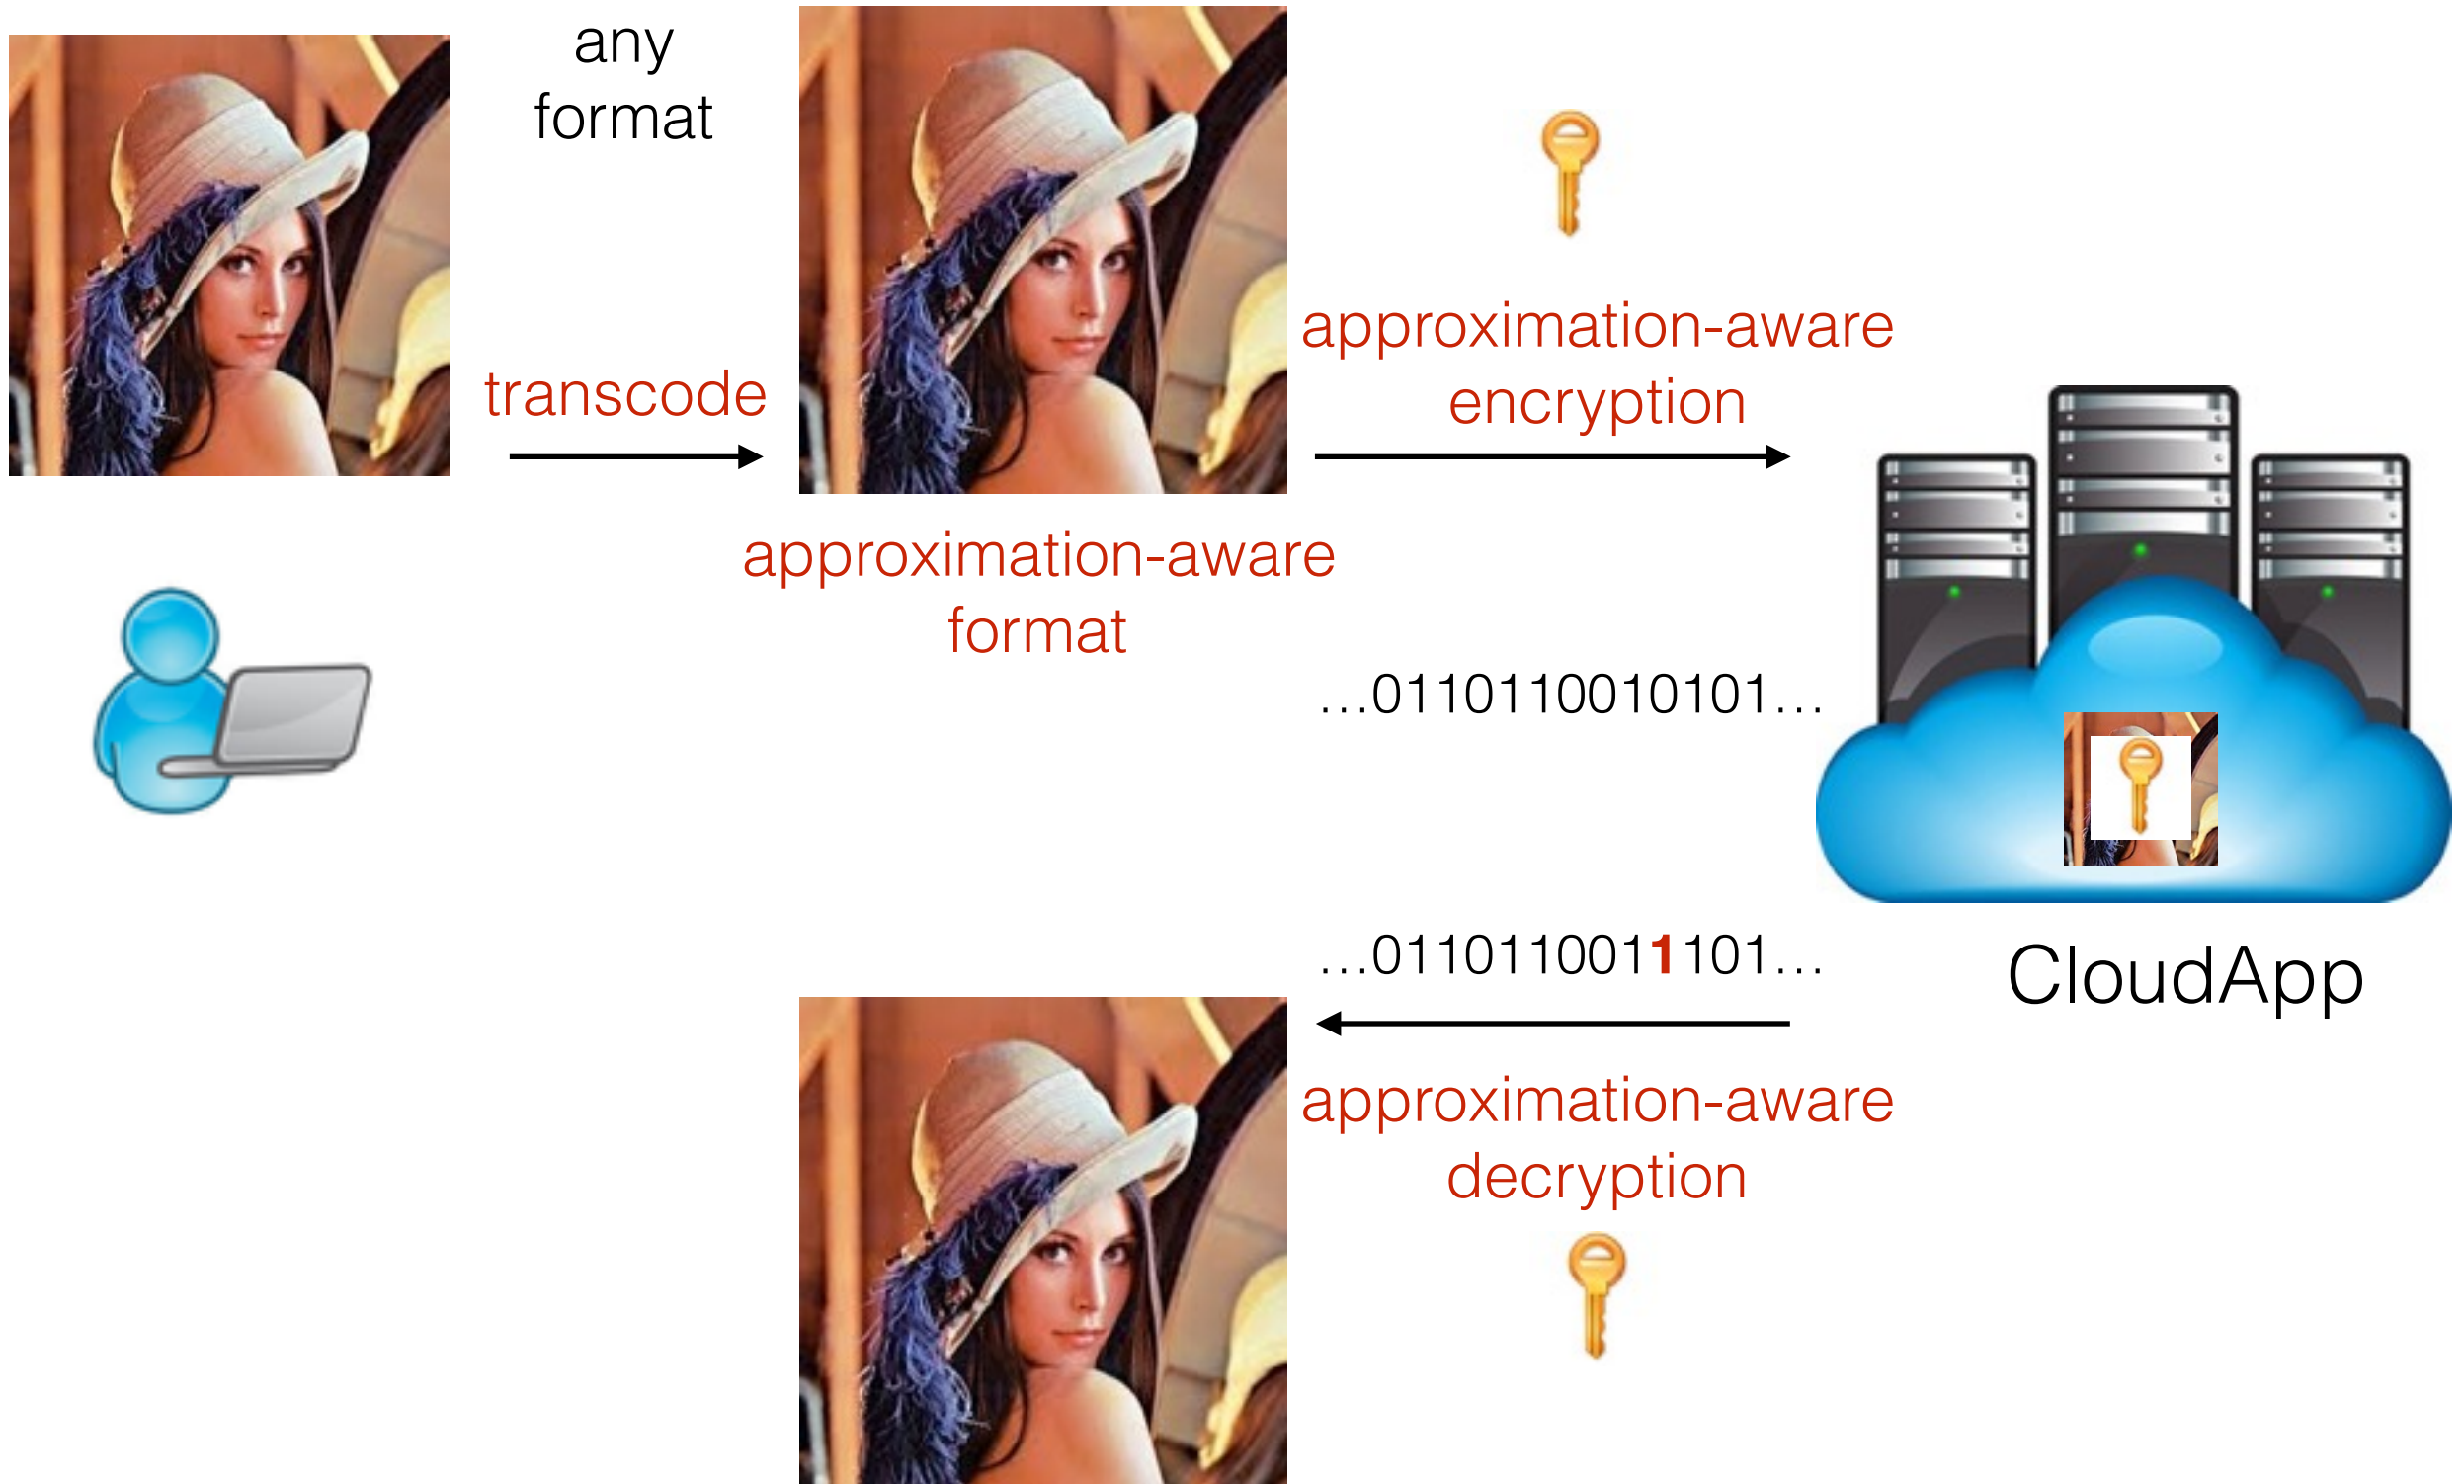 any
format
transcode
approximation-aware
format
approximation-aware
encryption
…0110110010101…
…0110110011101…
CloudApp
approximation-aware
decryption